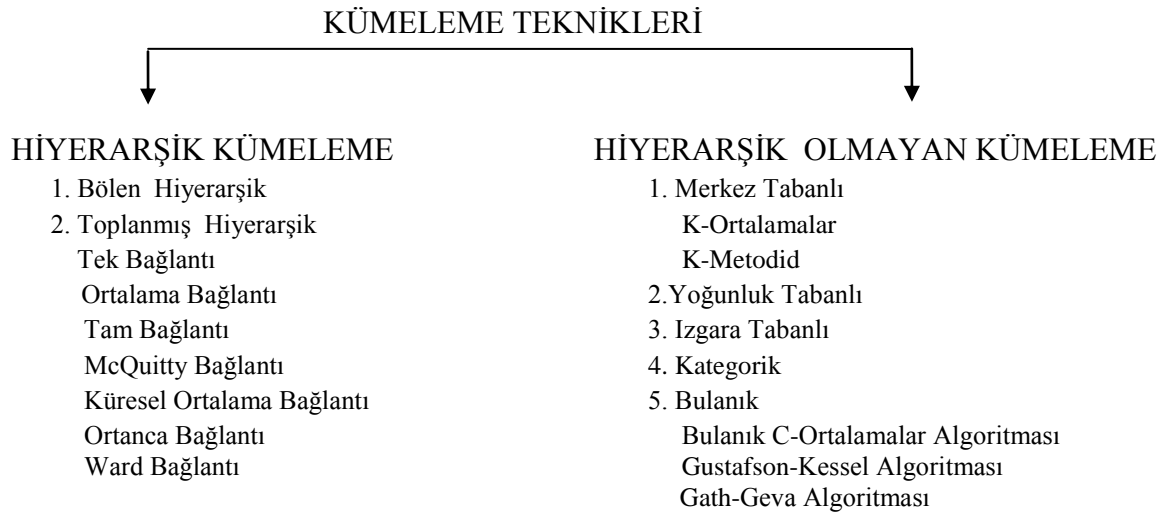 KÜMELEME TEKNİKLERİ
HİYERARŞİK KÜMELEME
1. Bölen Hiyerarşik
2. Toplanmış Hiyerarşik
Tek Bağlantı
Ortalama Bağlantı
Tam Bağlantı
McQuitty Bağlantı
Küresel Ortalama Bağlantı
Ortanca Bağlantı
Ward Bağlantı
HİYERARŞİK OLMAYAN KÜMELEME
1. Merkez Tabanlı
K-Ortalamalar
K-Metodid
2.Yoğunluk Tabanlı
3. Izgara Tabanlı
4. Kategorik
5. Bulanık
Bulanık C-Ortalamalar Algoritması
Gustafson-Kessel Algoritması
Gath-Geva Algoritması